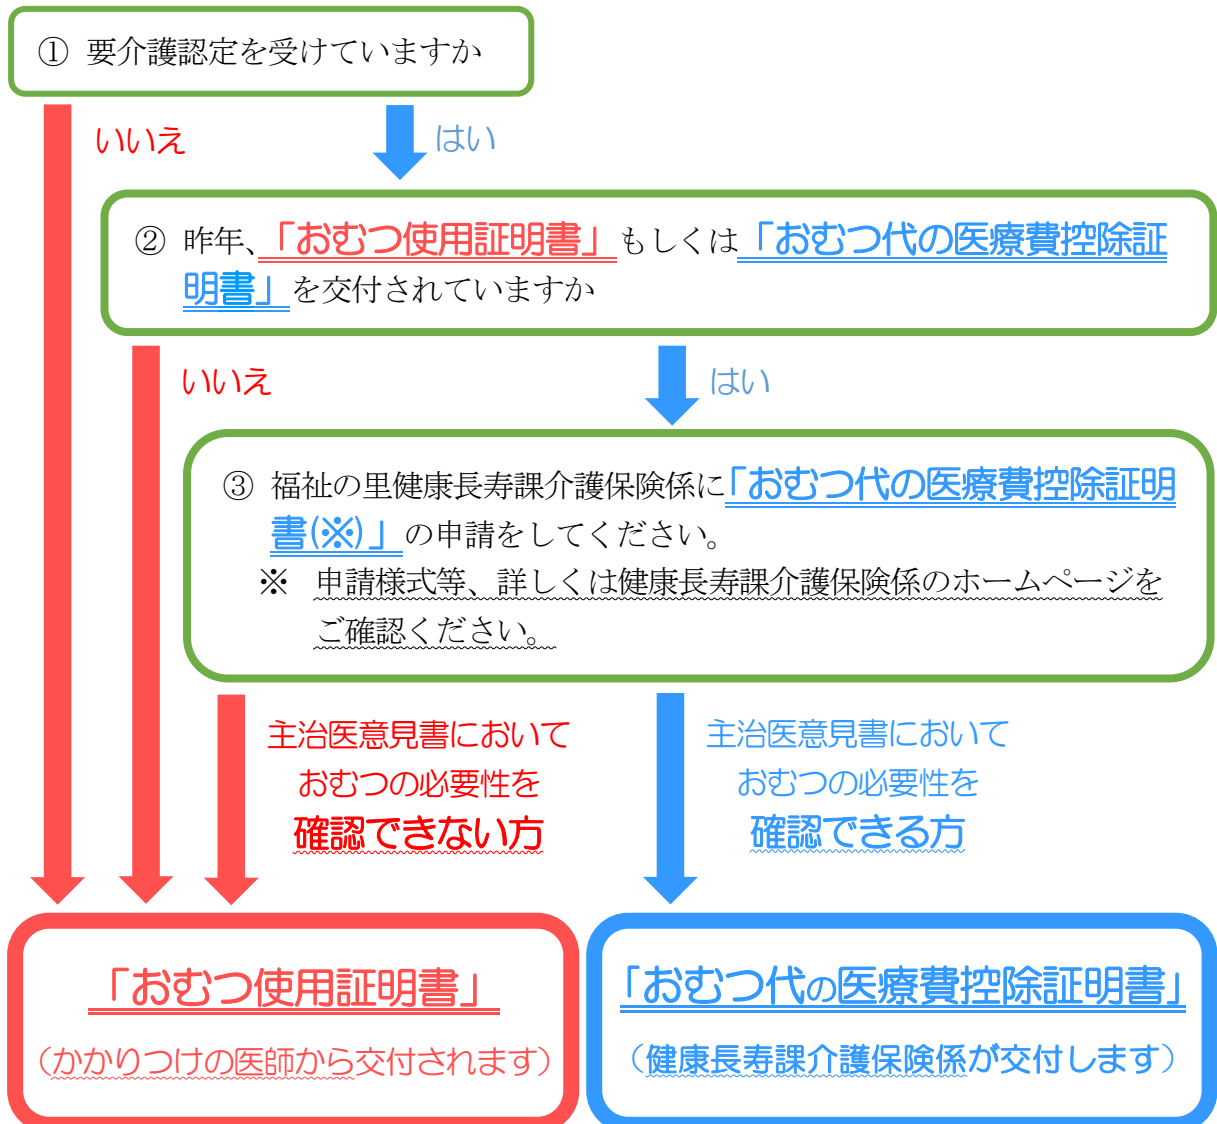 ① 要介護認定を受けていますか
いいえ
はい
② 昨年、「おむつ使用証明書」もしくは「おむつ代の医療費控除証
明書」を交付されていますか
いいえ
はい
③ 福祉の里健康長寿課介護保険係に「おむつ代の医療費控除証明
書(※)」の申請をしてください。
※ 申請様式等、詳しくは健康長寿課介護保険係のホームページを
ご確認ください。
主治医意見書において
おむつの必要性を
確認できない方
主治医意見書において
おむつの必要性を
確認できる方
「おむつ使用証明書」
（かかりつけの医師から交付されます）
「おむつ代の医療費控除証明書」
（健康長寿課介護保険係が交付します）